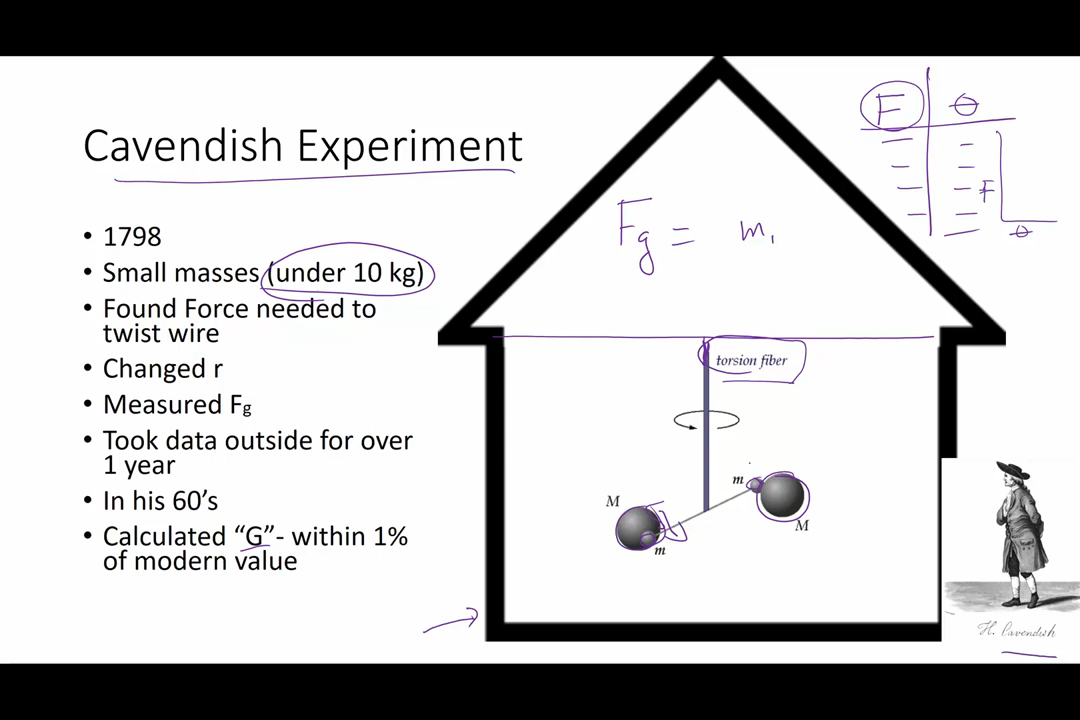 Cavendish Experiment
• 1798
• Small masses (under 10 kg)
• Found Force needed to
twist wire
• Changed r
• Measured Fg
• Took data outside for over
1 year
• In his 60’s
• Calculated “G”- within 1%
of modern value
Fg = m₁
F θ
F
θ
torsion fiber
m
M
M
m
H. Cavendish